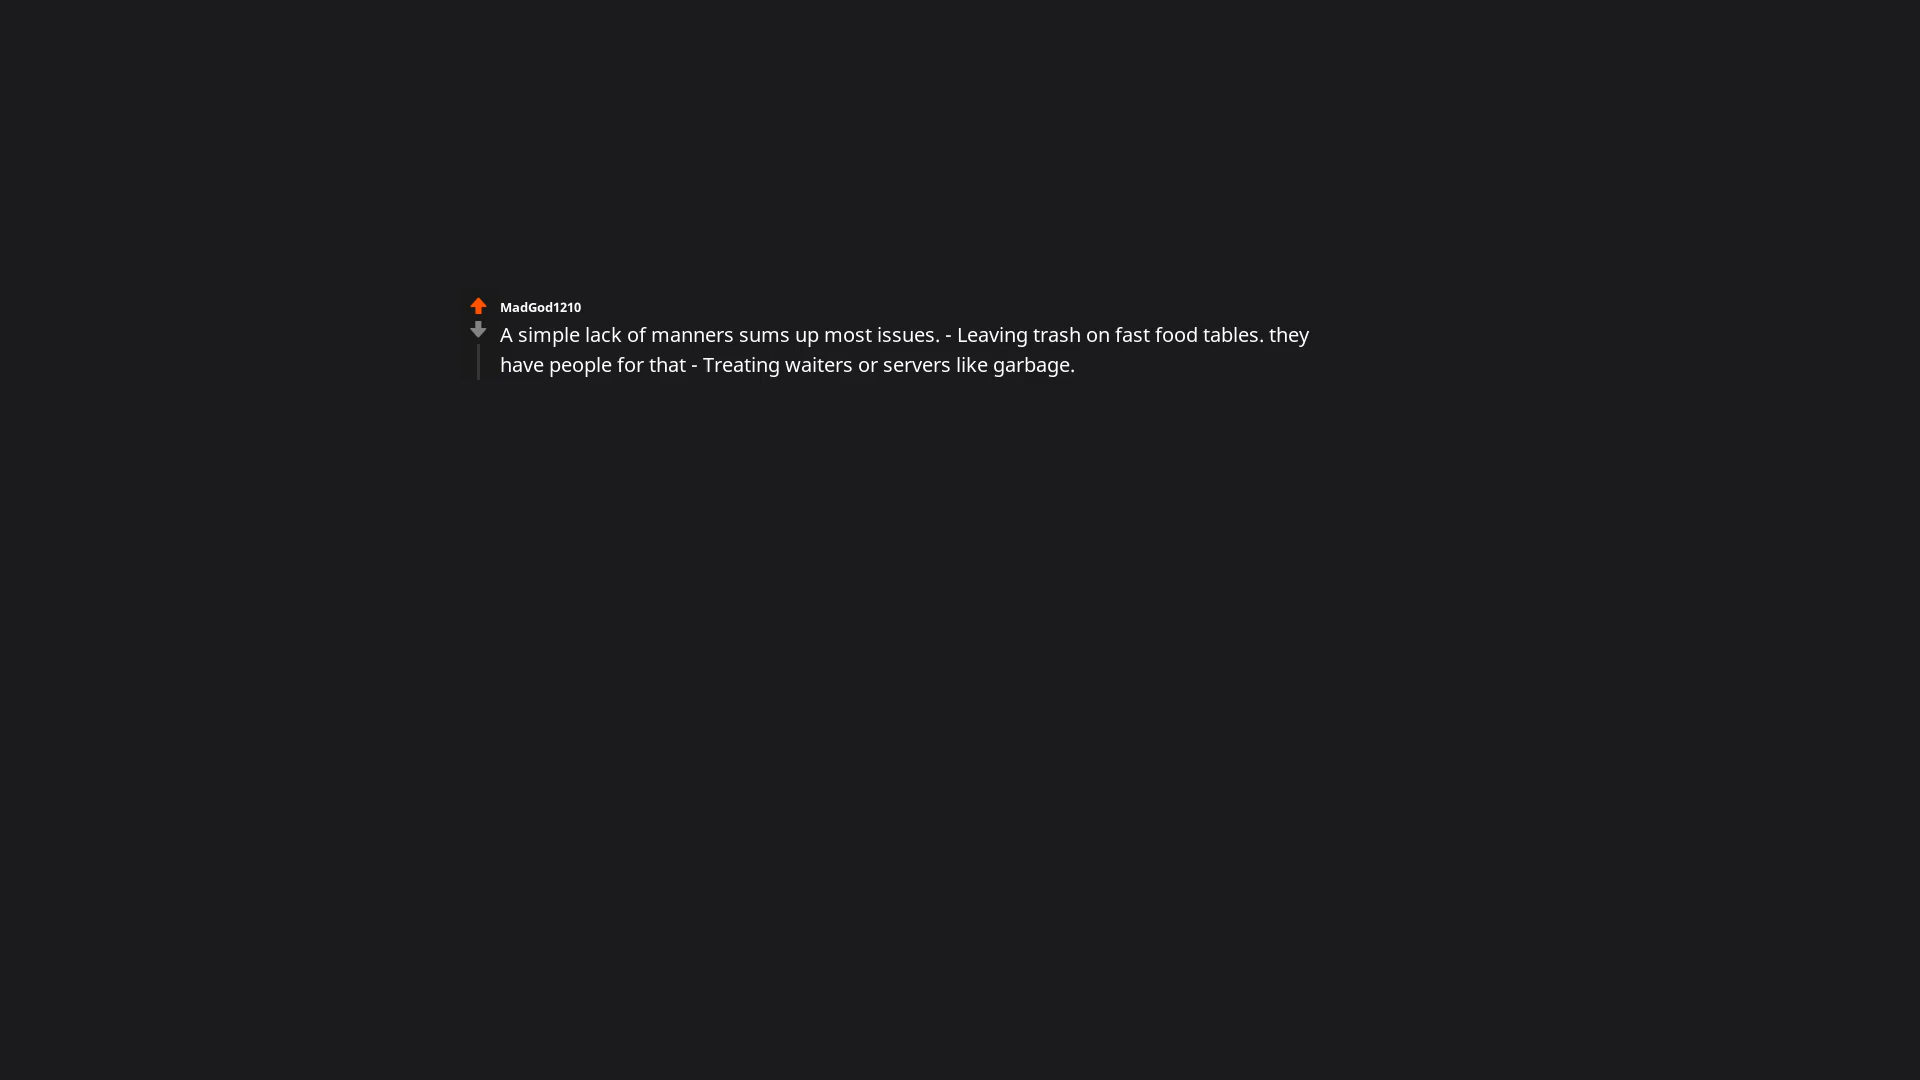 MadGod1210
A simple lack of manners sums up most issues. - Leaving trash on fast food tables. they
have people for that - Treating waiters or servers like garbage.